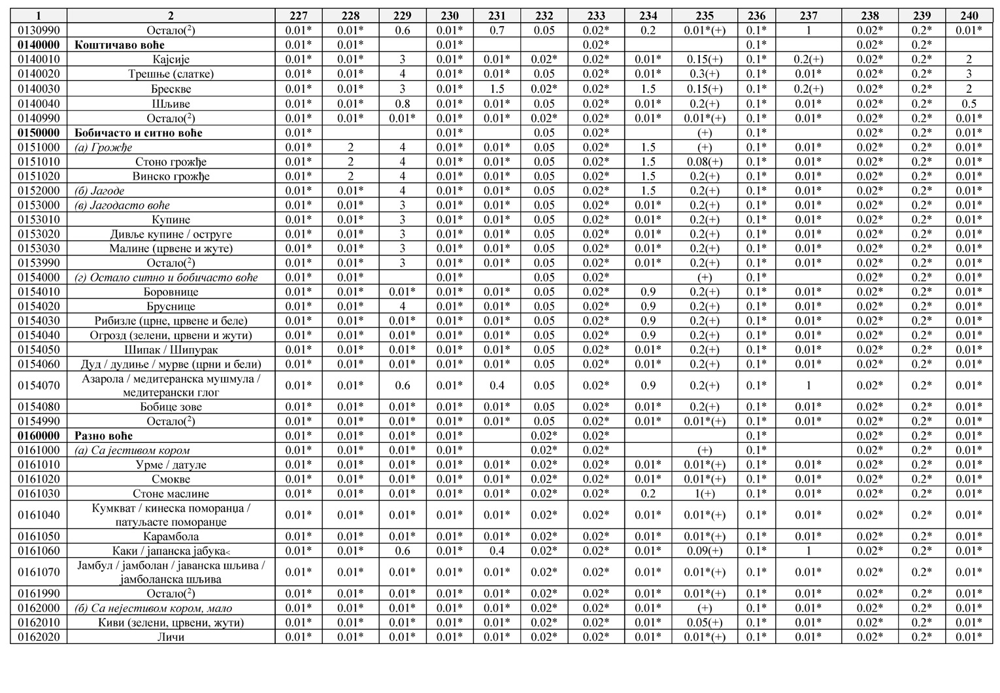 1 2 227 228 229 230 231 232 233 234 235 236 237 238 239 240
0130990 Остало(2) 0.01* 0.01* 0.6 0.01* 0.7 0.05 0.02* 0.2 0.01*(+) 0.1* 1 0.02* 0.2* 0.01*
0140000 Коштичаво воће 0.01* 0.01* 0.01* 0.02* 0.1* 0.02* 0.2*
0140010 Кајсије 0.01* 0.01* 3 0.01* 0.01* 0.02* 0.02* 0.01* 0.15(+) 0.1* 0.2(+) 0.02* 0.2* 2
0140020 Трешње (слатке) 0.01* 0.01* 4 0.01* 0.01* 0.05 0.02* 0.01* 0.3(+) 0.1* 0.01* 0.02* 0.2* 3
0140030 Брескве 0.01* 0.01* 3 0.01* 1.5 0.02* 0.02* 1.5 0.15(+) 0.1* 0.2(+) 0.02* 0.2* 2
0140040 Шљиве 0.01* 0.01* 0.8 0.01* 0.01* 0.05 0.02* 0.01* 0.2(+) 0.1* 0.01* 0.02* 0.2* 0.5
0140990 Остало(2) 0.01* 0.01* 0.01* 0.01* 0.01* 0.02* 0.02* 0.01* 0.01*(+) 0.1* 0.01* 0.02* 0.2* 0.01*
0150000 Бобичасто и ситно воће 0.01* 0.01* 0.05 0.02* (+) 0.1* 0.02* 0.2* 0.01*
0151000 (а) Грожђе 0.01* 2 4 0.01* 0.01* 0.05 0.02* 1.5 (+) 0.1* 0.01* 0.02* 0.2* 0.01*
0151010 Стоно грожђе 0.01* 2 4 0.01* 0.01* 0.05 0.02* 1.5 0.08(+) 0.1* 0.01* 0.02* 0.2* 0.01*
0151020 Винско грожђе 0.01* 2 4 0.01* 0.01* 0.05 0.02* 1.5 0.2(+) 0.1* 0.01* 0.02* 0.2* 0.01*
0152000 (б) Јагоде 0.01* 0.01* 4 0.01* 0.01* 0.05 0.02* 1.5 0.2(+) 0.1* 0.01* 0.02* 0.2* 0.01*
0153000 (в) Јагодасто воће 0.01* 0.01* 3 0.01* 0.01* 0.05 0.02* 0.01* 0.2(+) 0.1* 0.01* 0.02* 0.2* 0.01*
0153010 Купине 0.01* 0.01* 3 0.01* 0.01* 0.05 0.02* 0.01* 0.2(+) 0.1* 0.01* 0.02* 0.2* 0.01*
0153020 Дивље купине / оструге 0.01* 0.01* 3 0.01* 0.01* 0.05 0.02* 0.01* 0.2(+) 0.1* 0.01* 0.02* 0.2* 0.01*
0153030 Малине (црвене и жуте) 0.01* 0.01* 3 0.01* 0.01* 0.05 0.02* 0.01* 0.2(+) 0.1* 0.01* 0.02* 0.2* 0.01*
0153990 Остало(2) 0.01* 0.01* 3 0.01* 0.01* 0.05 0.02* 0.01* 0.2(+) 0.1* 0.01* 0.02* 0.2* 0.01*
0154000 (г) Остало ситно и бобичасто воће 0.01* 0.01* 0.01* 0.05 0.02* (+) 0.1* 0.02* 0.2* 0.01*
0154010 Боровнице 0.01* 0.01* 0.01* 0.01* 0.01* 0.05 0.02* 0.9 0.2(+) 0.1* 0.01* 0.02* 0.2* 0.01*
0154020 Бруснице 0.01* 0.01* 4 0.01* 0.01* 0.05 0.02* 0.9 0.2(+) 0.1* 0.01* 0.02* 0.2* 0.01*
0154030 Рибизле (црне, црвене и беле) 0.01* 0.01* 0.01* 0.01* 0.01* 0.05 0.02* 0.9 0.2(+) 0.1* 0.01* 0.02* 0.2* 0.01*
0154040 Огрозд (зелени, црвени и жути) 0.01* 0.01* 0.01* 0.01* 0.01* 0.05 0.02* 0.9 0.2(+) 0.1* 0.01* 0.02* 0.2* 0.01*
0154050 Шипак / Шипурак 0.01* 0.01* 0.01* 0.01* 0.01* 0.05 0.02* 0.01* 0.2(+) 0.1* 0.01* 0.02* 0.2* 0.01*
0154060 Дуд / дудиње / мурве (црни и бели) 0.01* 0.01* 0.01* 0.01* 0.01* 0.05 0.02* 0.01* 0.2(+) 0.1* 0.01* 0.02* 0.2* 0.01*
0154070 Азарола / медитеранска мушмула /
медитерански глог 0.01* 0.01* 0.6 0.01* 0.4 0.05 0.02* 0.9 0.2(+) 0.1* 1 0.02* 0.2* 0.01*
0154080 Бобице зове 0.01* 0.01* 0.01* 0.01* 0.01* 0.05 0.02* 0.01* 0.2(+) 0.1* 0.01* 0.02* 0.2* 0.01*
0154990 Остало(2) 0.01* 0.01* 0.01* 0.01* 0.01* 0.05 0.02* 0.01* 0.01*(+) 0.1* 0.01* 0.02* 0.2* 0.01*
0160000 Разно воће 0.01* 0.01* 0.01* 0.01* 0.02* 0.02* 0.1* 0.02* 0.2* 0.01*
0161000 (а) Са јестивом кором 0.01* 0.01* 0.01* 0.01* 0.02* 0.02* (+) 0.1* 0.02* 0.2* 0.01*
0161010 Урме / датуле 0.01* 0.01* 0.01* 0.01* 0.01* 0.02* 0.02* 0.01* 0.01*(+) 0.1* 0.01* 0.02* 0.2* 0.01*
0161020 Смокве 0.01* 0.01* 0.01* 0.01* 0.01* 0.02* 0.02* 0.01* 0.01*(+) 0.1* 0.01* 0.02* 0.2* 0.01*
0161030 Стоне маслине 0.01* 0.01* 0.01* 0.01* 0.01* 0.02* 0.02* 0.2 1(+) 0.1* 0.01* 0.02* 0.2* 0.01*
0161040 Кумкват / кинеска поморанџа /
патуљасте поморанџе 0.01* 0.01* 0.01* 0.01* 0.01* 0.02* 0.02* 0.01* 0.01*(+) 0.1* 0.01* 0.02* 0.2* 0.01*
0161050 Карамбола 0.01* 0.01* 0.01* 0.01* 0.01* 0.02* 0.02* 0.01* 0.01*(+) 0.1* 0.01* 0.02* 0.2* 0.01*
0161060 Каки / јапанска јабука< 0.01* 0.01* 0.6 0.01* 0.4 0.02* 0.02* 0.01* 0.09(+) 0.1* 1 0.02* 0.2* 0.01*
0161070 Јамбул / јамболан / јаванска шљива /
јамболанска шљива 0.01* 0.01* 0.01* 0.01* 0.01* 0.02* 0.02* 0.01* 0.01*(+) 0.1* 0.01* 0.02* 0.2* 0.01*
0161990 Остало(2) 0.01* 0.01* 0.01* 0.01* 0.01* 0.02* 0.02* 0.01* 0.01*(+) 0.1* 0.01* 0.02* 0.2* 0.01*
0162000 (б) Са нејестивом кором, мало 0.01* 0.01* 0.01* 0.01* 0.01* 0.02* 0.02* 0.01* (+) 0.1* 0.01* 0.02* 0.2* 0.01*
0162010 Киви (зелени, црвени, жути) 0.01* 0.01* 0.01* 0.01* 0.01* 0.02* 0.02* 0.01* 0.05(+) 0.1* 0.01* 0.02* 0.2* 0.01*
0162020 Личи 0.01* 0.01* 0.01* 0.01* 0.01* 0.02* 0.02* 0.01* 0.01*(+) 0.1* 0.01* 0.02* 0.2* 0.01*